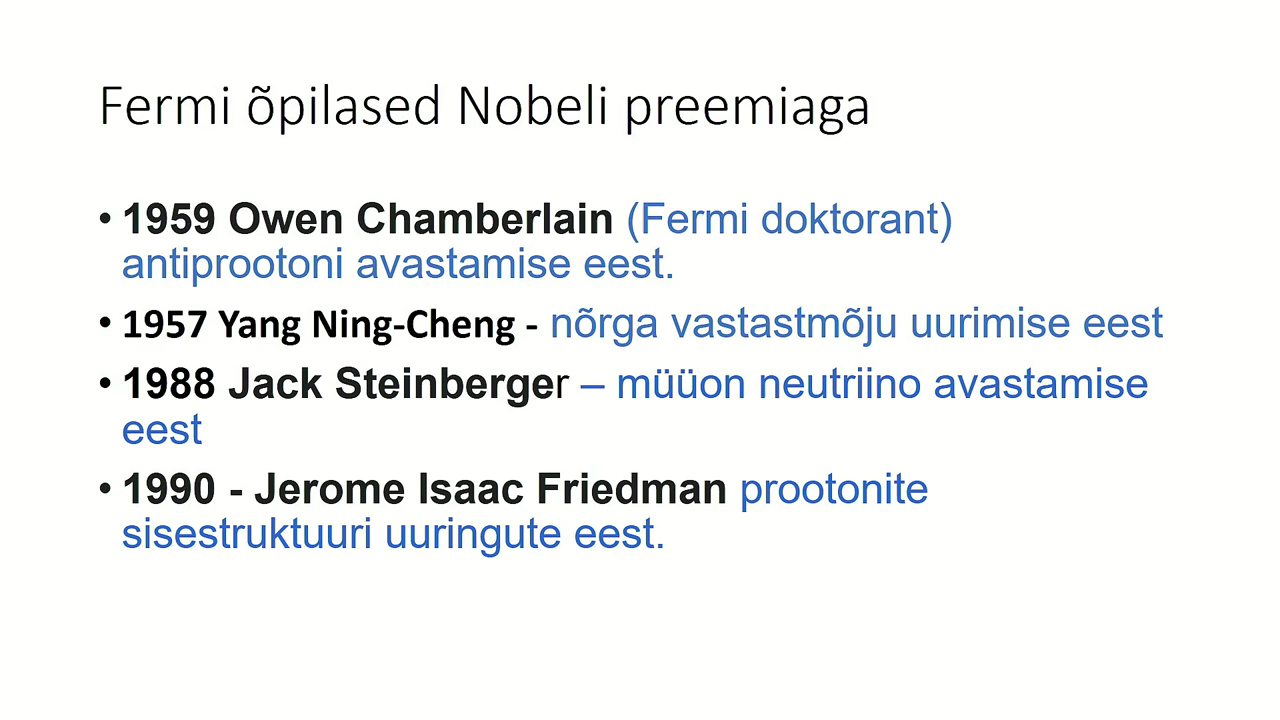 Fermi õpilased Nobeli preemiaga
• 1959 Owen Chamberlain (Fermi doktorant)
antiprootoni avastamise eest.
• 1957 Yang Ning-Cheng - nõrga vastastmõju uurimise eest
• 1988 Jack Steinberger – müüon neutriino avastamise
eest
• 1990 - Jerome Isaac Friedman prootonite
sisestruktuuri uuringute eest.